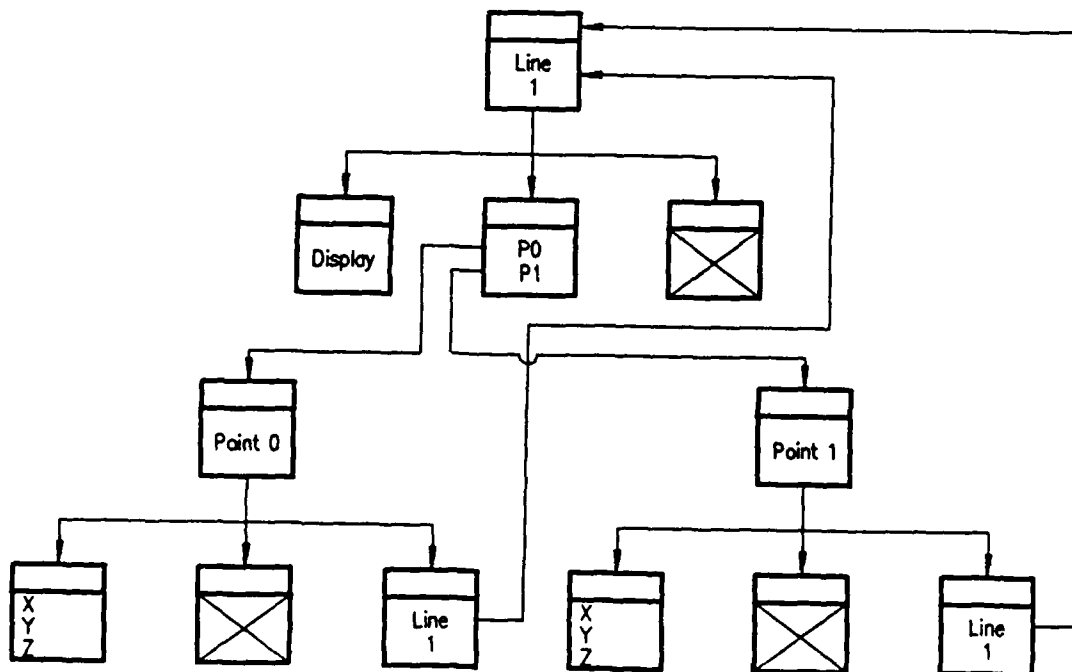 Line
1
Display
P0
P1
Point 0
Point 1
X
Y
Z
Line
1
X
Y
Z
Line
1